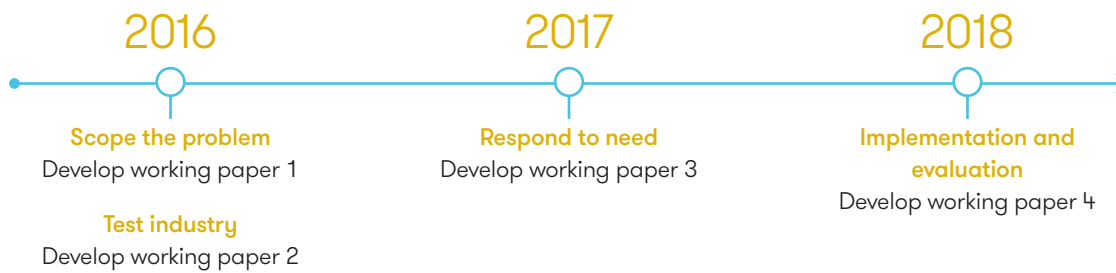 2016
Scope the problem
Develop working paper 1
Test industry
Develop working paper 2
2017
Respond to need
Develop working paper 3
2018
Implementation and
evaluation
Develop working paper 4